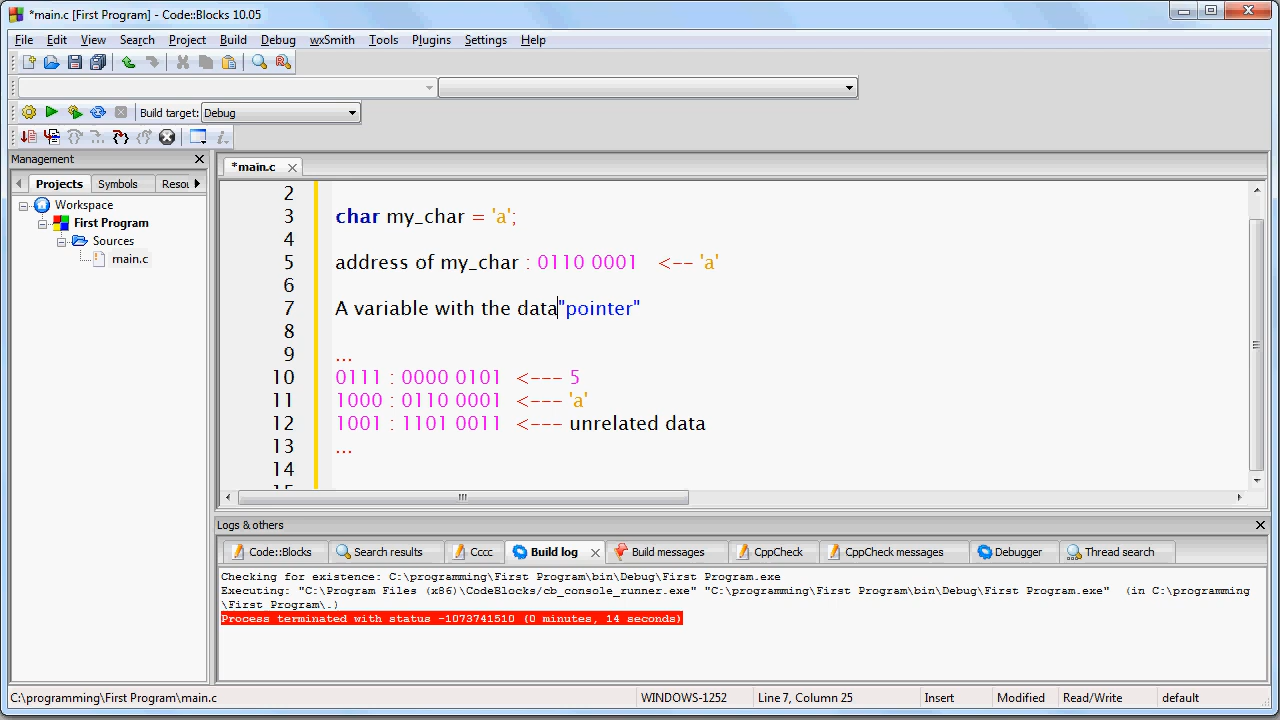 *main.c [First Program] - Code::Blocks 10.05
File Edit View Search Project Build Debug wxSmith Tools Plugins Settings Help
Build target: Debug
Management
Projects Symbols Resou
Workspace
First Program
Sources
main.c
*main.c
2
3 char my_char = 'a';
4
5 address of my_char : 0110 0001 <-- 'a'
6
7 A variable with the data"pointer"
8
9 ...
10 0111 : 0000 0101 <--- 5
11 1000 : 0110 0001 <--- 'a'
12 1001 : 1101 0011 <--- unrelated data
13 ...
14
15
Logs & others
Code::Blocks Search results Cccc Build log Build messages CppCheck CppCheck messages Debugger Thread search
Checking for existence: C:\programming\First Program\bin\Debug\First Program.exe
Executing: "C:\Program Files (x86)\CodeBlocks/cb_console_runner.exe" "C:\programming\First Program\bin\Debug\First Program.exe"  (in C:\programming
\First Program\.)
Process terminated with status -1073741510 (0 minutes, 14 seconds)
C:\programming\First Program\main.c WINDOWS-1252 Line 7, Column 25 Insert Modified Read/Write default